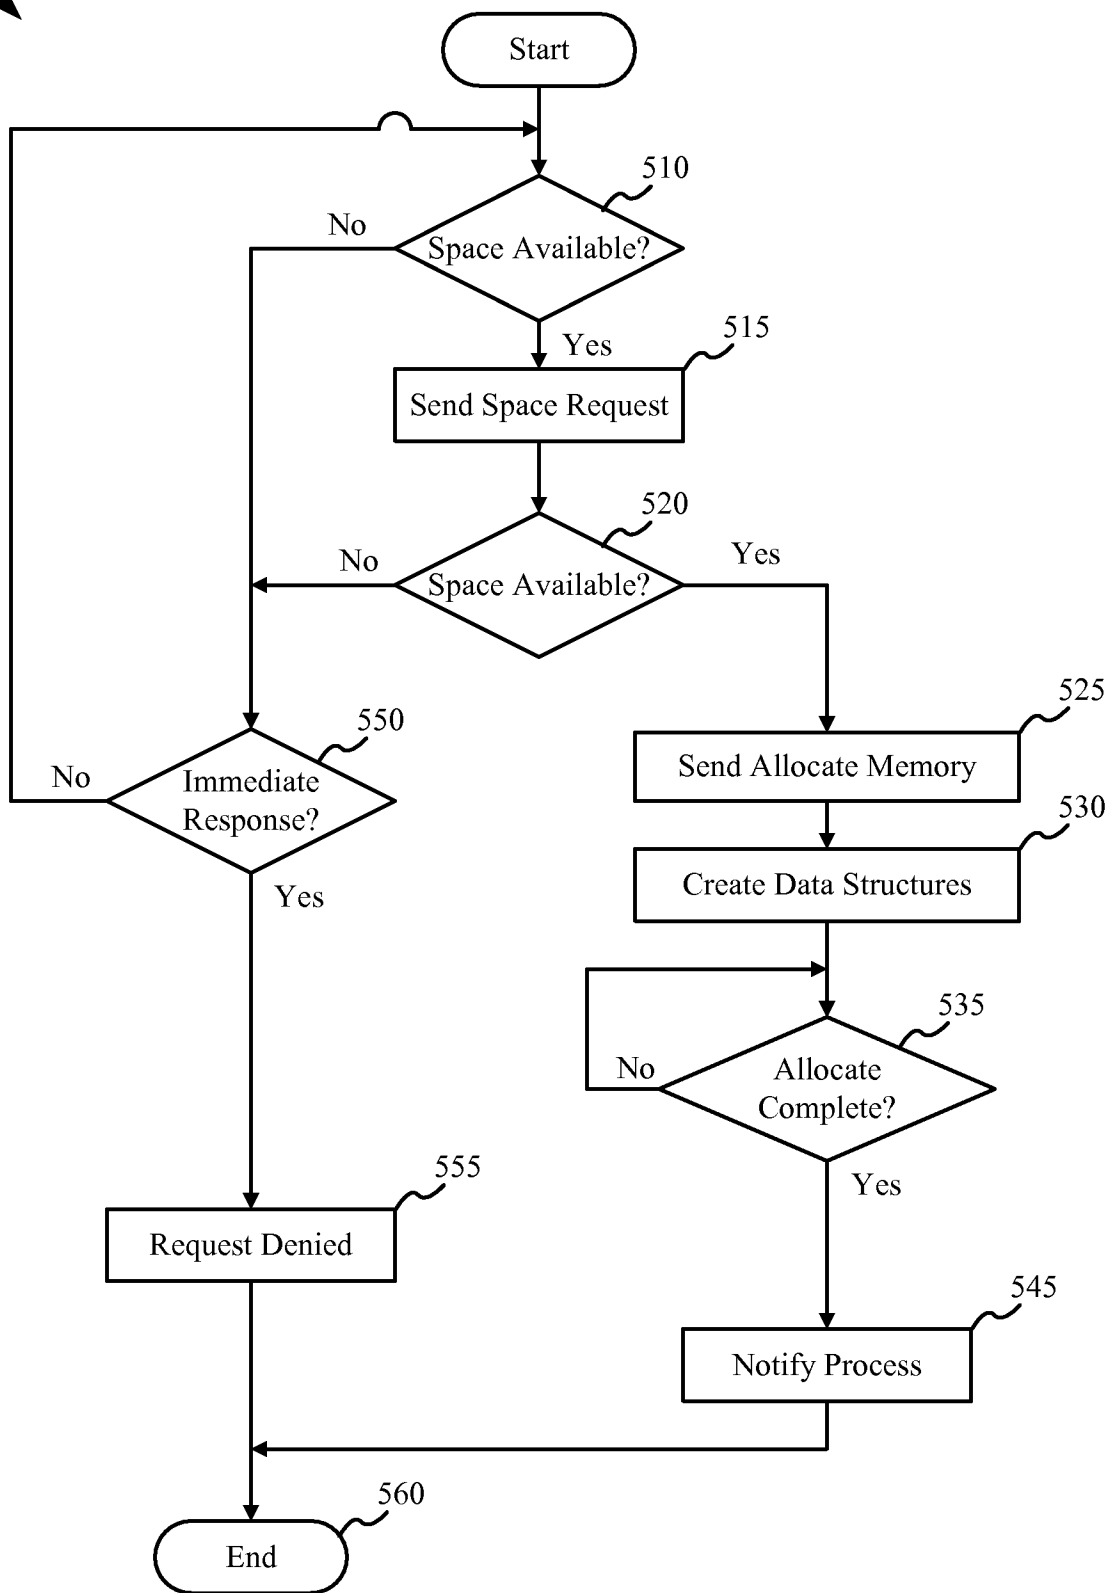 Start
510
No
Space Available?
515
Yes
Send Space Request
520
No
Yes
Space Available?
525
550
Send Allocate Memory
No
Immediate
Response?
530
Create Data Structures
Yes
535
No
Allocate
Complete?
555
Yes
Request Denied
545
Notify Process
560
End